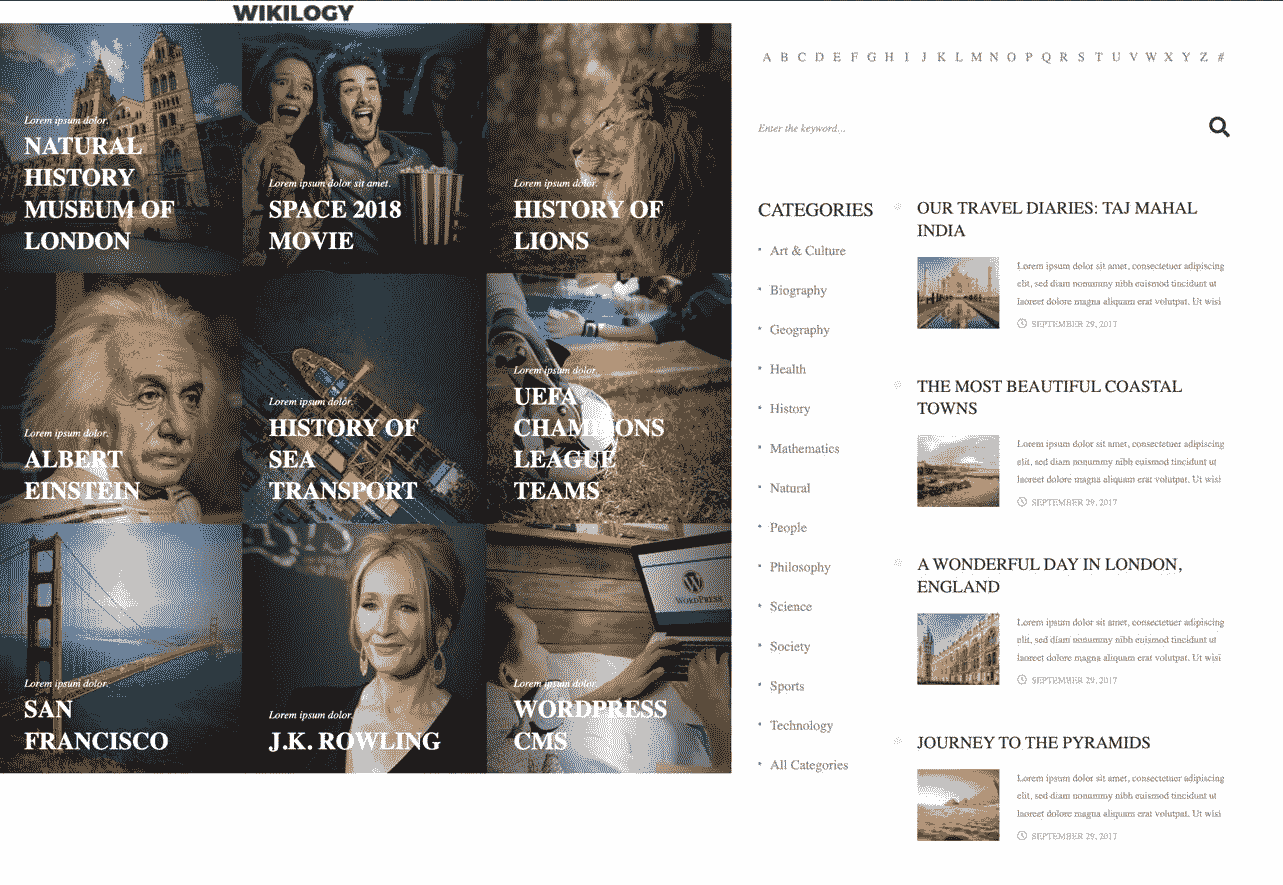 WIKILOGY
Lorem ipsum dolor.
NATURAL
HISTORY
MUSEUM OF
LONDON
Lorem ipsum dolor sit amet.
SPACE 2018
MOVIE
Lorem ipsum dolor.
HISTORY OF
LIONS
Lorem ipsum dolor.
ALBERT
EINSTEIN
Lorem ipsum dolor.
HISTORY OF
SEA
TRANSPORT
Lorem ipsum dolor.
UEFA
CHAMPIONS
LEAGUE
TEAMS
Lorem ipsum dolor.
SAN
FRANCISCO
Lorem ipsum dolor.
J.K. ROWLING
Lorem ipsum dolor.
WORDPRESS
CMS
WORDPRESS
A B C D E F G H I J K L M N O P Q R S T U V W X Y Z #
Enter the keyword...
CATEGORIES
Art & Culture
Biography
Geography
Health
History
Mathematics
Natural
People
Philosophy
Science
Society
Sports
Technology
All Categories
OUR TRAVEL DIARIES: TAJ MAHAL
INDIA
Lorem ipsum dolor sit amet, consectetuer adipiscing
elit, sed diam nonummy nibh euismod tincidunt ut
laoreet dolore magna aliquam erat volutpat. Ut wisi
SEPTEMBER 29, 2017
THE MOST BEAUTIFUL COASTAL
TOWNS
Lorem ipsum dolor sit amet, consectetuer adipiscing
elit, sed diam nonummy nibh euismod tincidunt ut
laoreet dolore magna aliquam erat volutpat. Ut wisi
SEPTEMBER 29, 2017
A WONDERFUL DAY IN LONDON,
ENGLAND
Lorem ipsum dolor sit amet, consectetuer adipiscing
elit, sed diam nonummy nibh euismod tincidunt ut
laoreet dolore magna aliquam erat volutpat. Ut wisi
SEPTEMBER 29, 2017
JOURNEY TO THE PYRAMIDS
Lorem ipsum dolor sit amet, consectetuer adipiscing
elit, sed diam nonummy nibh euismod tincidunt ut
laoreet dolore magna aliquam erat volutpat. Ut wisi
SEPTEMBER 29, 2017